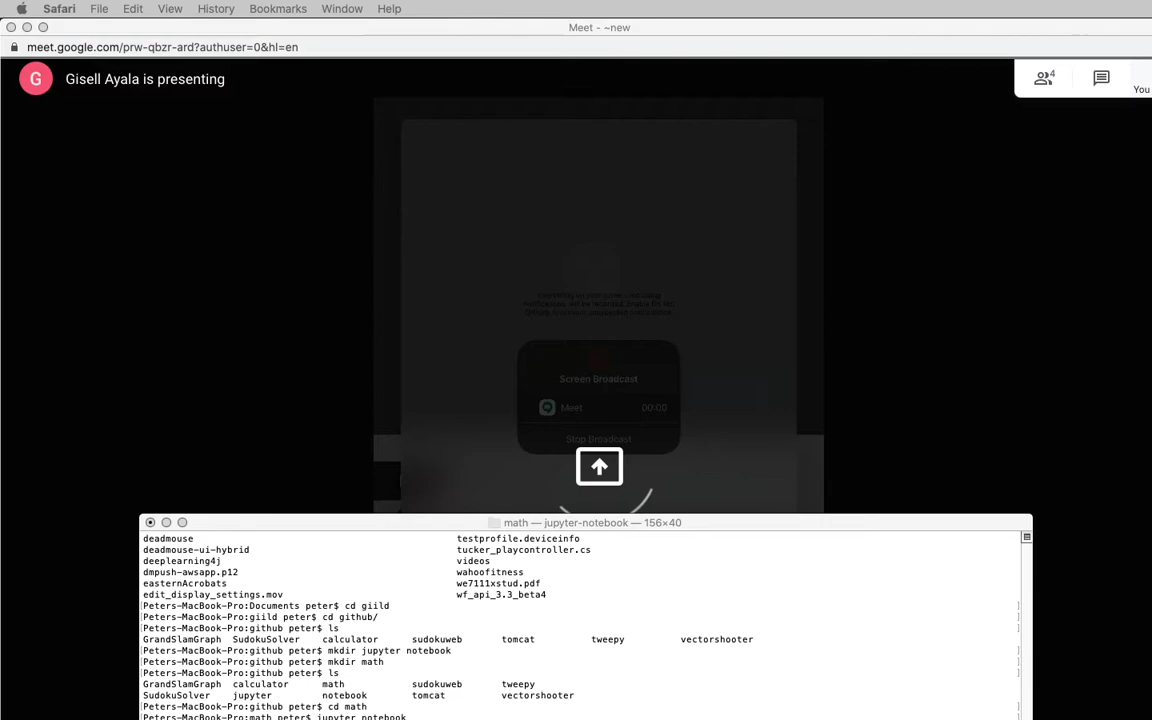 Safari File Edit View History Bookmarks Window Help
Meet - ~new
meet.google.com/prw-qbzr-ard?authuser=0&hl=en
G Gisell Ayala is presenting
4
You
Screen Broadcast
Meet 00:00
Stop Broadcast
math — jupyter-notebook — 156×40
deadmouse testprofile.deviceinfo
deadmouse-ui-hybrid tucker_playcontroller.cs
deeplearning4j videos
dmpush-awsapp.p12 wahoofitness
easternAcrobats we7111xstud.pdf
edit_display_settings.mov wf_api_3.3_beta4
[Peters-MacBook-Pro:Documents peter$ cd giild ]
[Peters-MacBook-Pro:giild peter$ cd github/ ]
[Peters-MacBook-Pro:github peter$ ls ]
GrandSlamGraph SudokuSolver calculator sudokuweb tomcat tweepy vectorshooter
[Peters-MacBook-Pro:github peter$ mkdir jupyter notebook ]
[Peters-MacBook-Pro:github peter$ mkdir math ]
[Peters-MacBook-Pro:github peter$ ls ]
GrandSlamGraph calculator math sudokuweb tweepy
SudokuSolver jupyter notebook tomcat vectorshooter
[Peters-MacBook-Pro:github peter$ cd math ]
[Peters-MacBook-Pro:math peter$ jupyter notebook ]